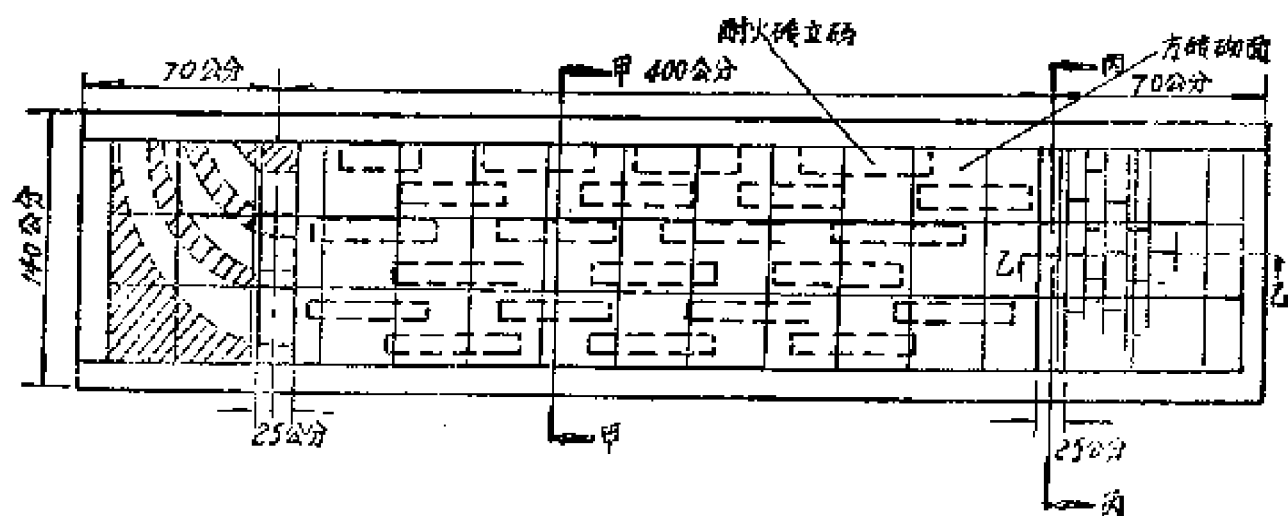 耐火砖立砌
方砖砌面
70公分
甲
400公分
丙
70公分
140公分
乙
乙
25公分
甲
25公分
丙